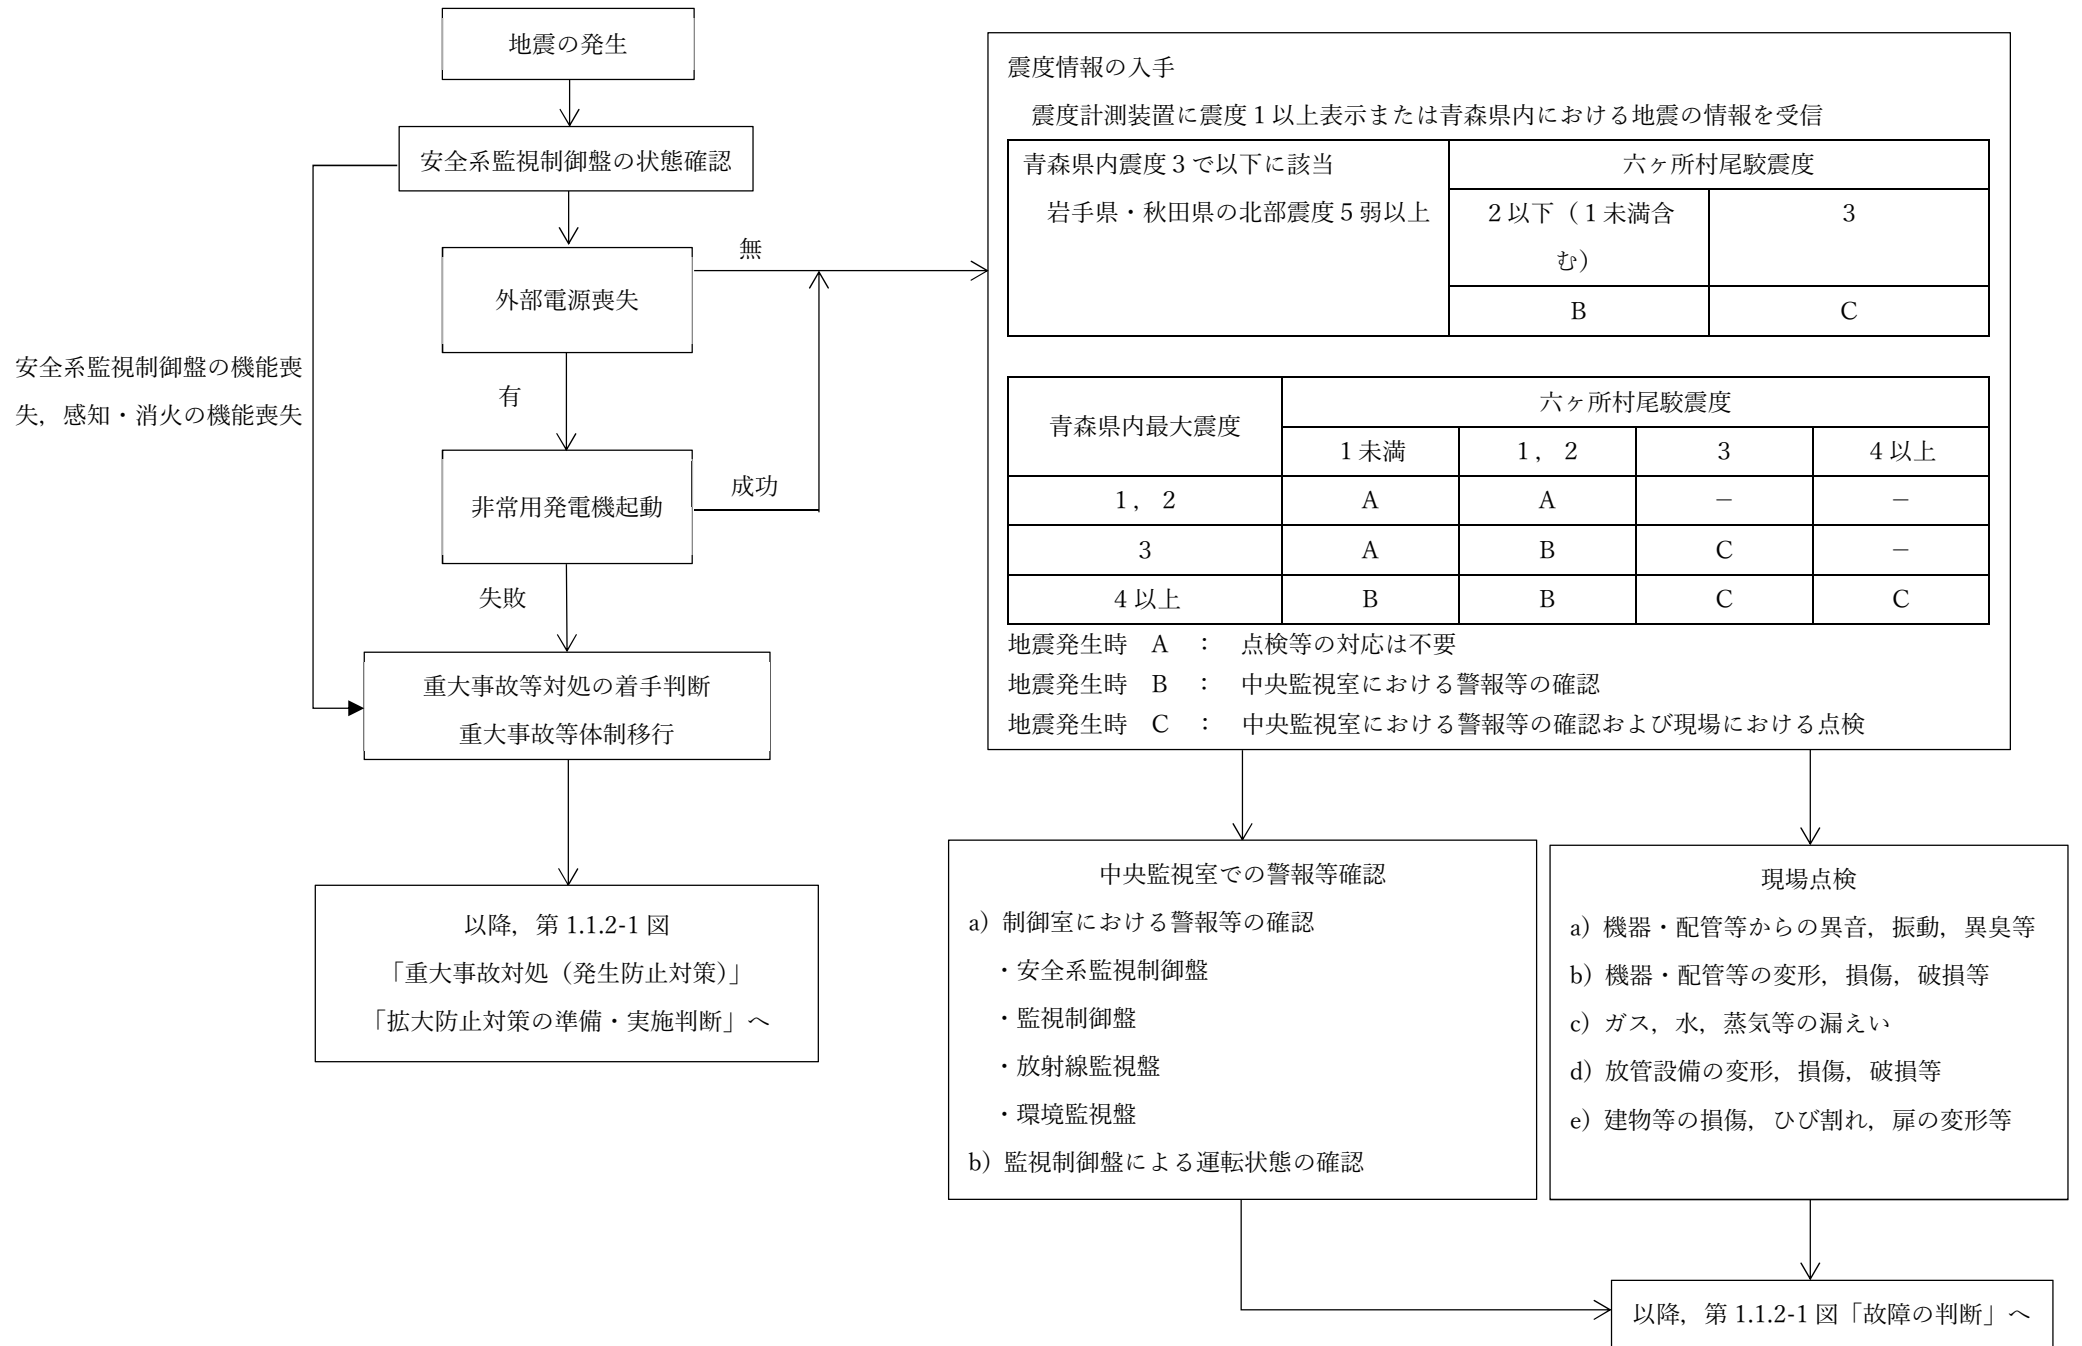 地震の発生
安全系監視制御盤の状態確認
外部電源喪失
無
有
安全系監視制御盤の機能喪
失，感知・消火の機能喪失
非常用発電機起動
成功
失敗
重大事故等対処の着手判断
重大事故等体制移行
以降，第 1.1.2-1 図
「重大事故対処（発生防止対策）」
「拡大防止対策の準備・実施判断」へ
震度情報の入手
震度計測装置に震度１以上表示または青森県内における地震の情報を受信
青森県内震度３で以下に該当
岩手県・秋田県の北部震度５弱以上
六ヶ所村尾駮震度
２以下（１未満含
む）
３
B
C
青森県内最大震度
六ヶ所村尾駮震度
１未満
１，２
３
４以上
１，２
A
A
－
－
３
A
B
C
－
４以上
B
B
C
C
地震発生時　A　：　点検等の対応は不要
地震発生時　B　：　中央監視室における警報等の確認
地震発生時　C　：　中央監視室における警報等の確認および現場における点検
中央監視室での警報等確認
a）制御室における警報等の確認
・安全系監視制御盤
・監視制御盤
・放射線監視盤
・環境監視盤
b）監視制御盤による運転状態の確認
現場点検
a）機器・配管等からの異音，振動，異臭等
b）機器・配管等の変形，損傷，破損等
c）ガス，水，蒸気等の漏えい
d）放管設備の変形，損傷，破損等
e）建物等の損傷，ひび割れ，扉の変形等
以降，第 1.1.2-1 図「故障の判断」へ